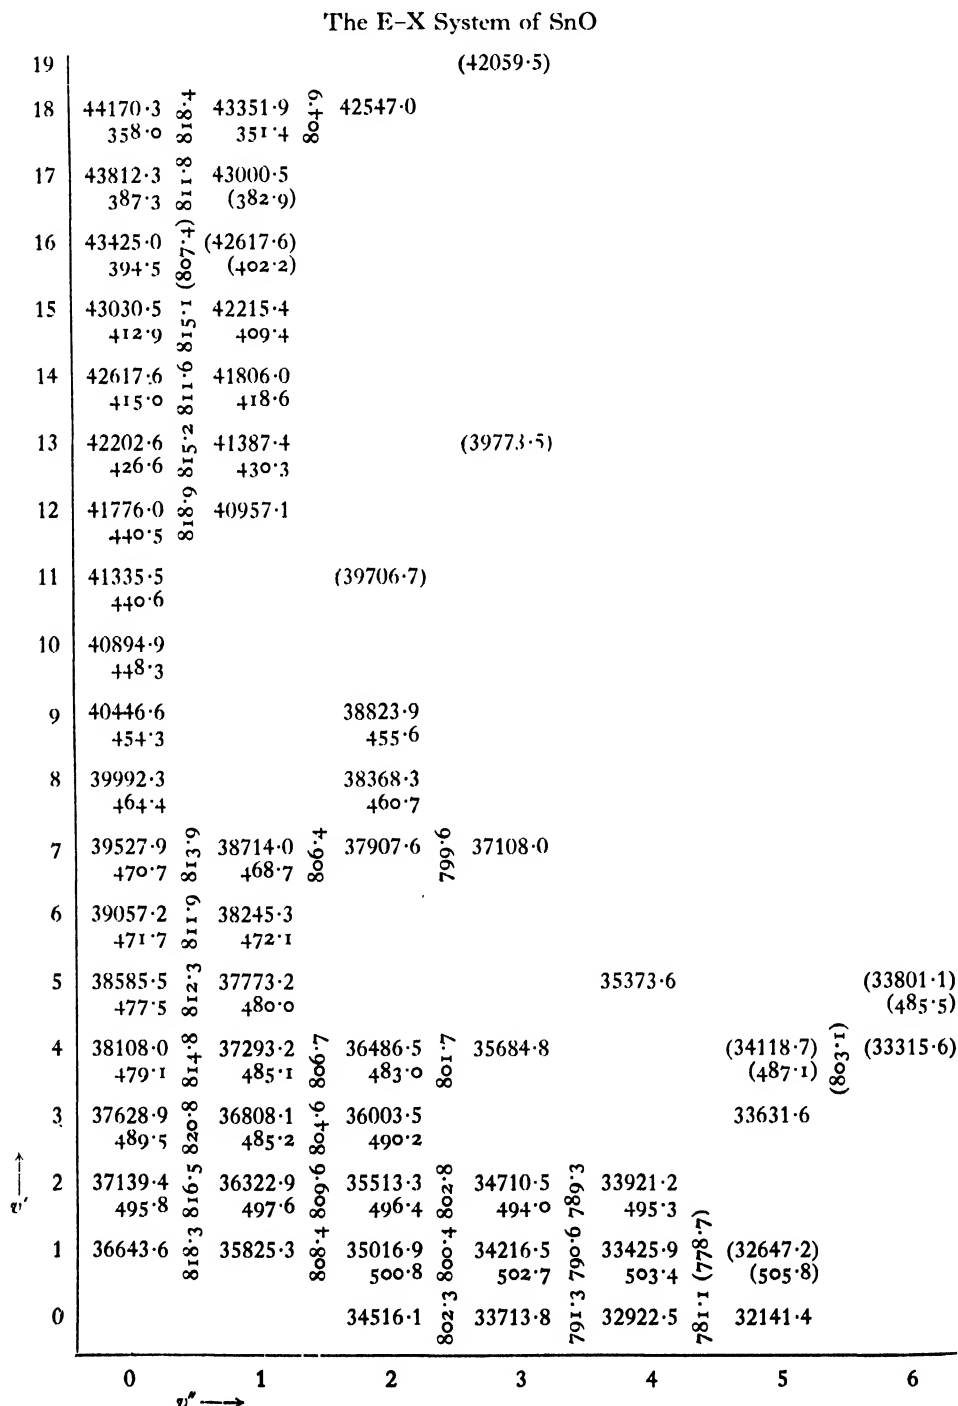 The E–X System of SnO
19 (42059·5)
18 44170·3 818·4 43351·9 804·9 42547·0
358·0 351·4
17 43812·3 811·8 43000·5
387·3 (382·9)
16 43425·0 (807·4) (42617·6)
394·5 (402·2)
15 43030·5 815·1 42215·4
412·9 409·4
14 42617·6 811·6 41806·0
415·0 418·6
13 42202·6 815·2 41387·4 (39773·5)
426·6 430·3
12 41776·0 818·9 40957·1
440·5
11 41335·5 (39706·7)
440·6
10 40894·9
448·3
9 40446·6 38823·9
454·3 455·6
8 39992·3 38368·3
464·4 460·7
7 39527·9 813·9 38714·0 806·4 37907·6 799·6 37108·0
470·7 468·7
6 39057·2 811·9 38245·3
471·7 472·1
5 38585·5 812·3 37773·2 35373·6 (33801·1)
477·5 480·0 (485·5)
4 38108·0 814·8 37293·2 806·7 36486·5 801·7 35684·8 (34118·7) (803·1) (33315·6)
479·1 485·1 483·0 (487·1)
3 37628·9 820·8 36808·1 804·6 36003·5 33631·6
489·5 485·2 490·2
2 37139·4 816·5 36322·9 809·6 35513·3 802·8 34710·5 789·3 33921·2
495·8 497·6 496·4 494·0 495·3
1 36643·6 818·3 35825·3 808·4 35016·9 800·4 34216·5 790·6 33425·9 (778·7) (32647·2)
500·8 502·7 503·4 (505·8)
0 34516·1 802·3 33713·8 791·3 32922·5 781·1 32141·4
0 1 2 3 4 5 6
v′ →
v″ →